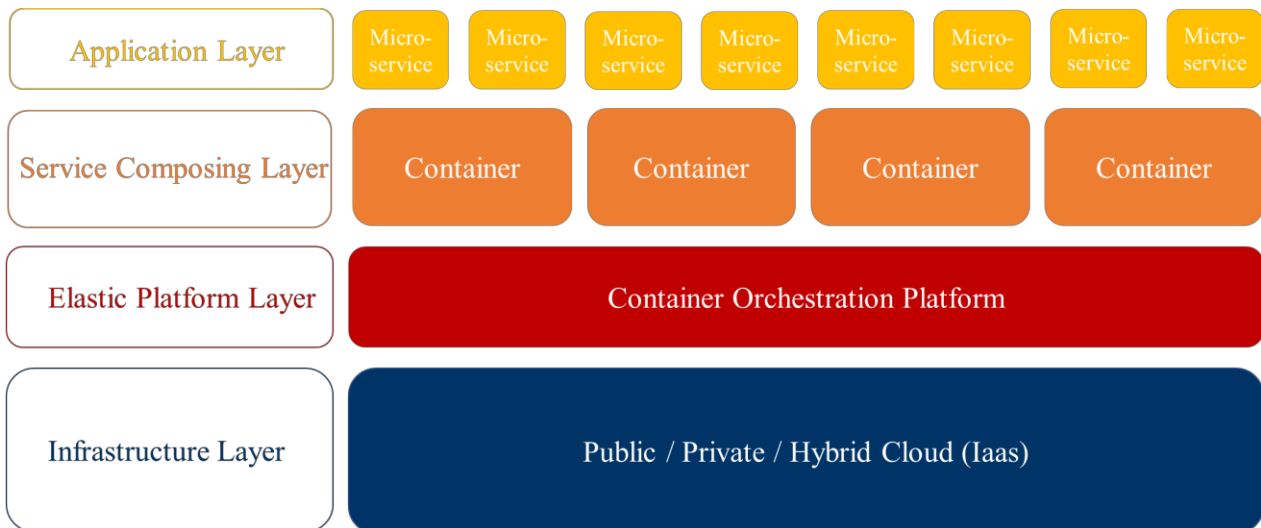 Application Layer
Micro-
service
Micro-
service
Micro-
service
Micro-
service
Micro-
service
Micro-
service
Micro-
service
Micro-
service
Service Composing Layer
Container
Container
Container
Container
Elastic Platform Layer
Container Orchestration Platform
Infrastructure Layer
Public / Private / Hybrid Cloud (Iaas)